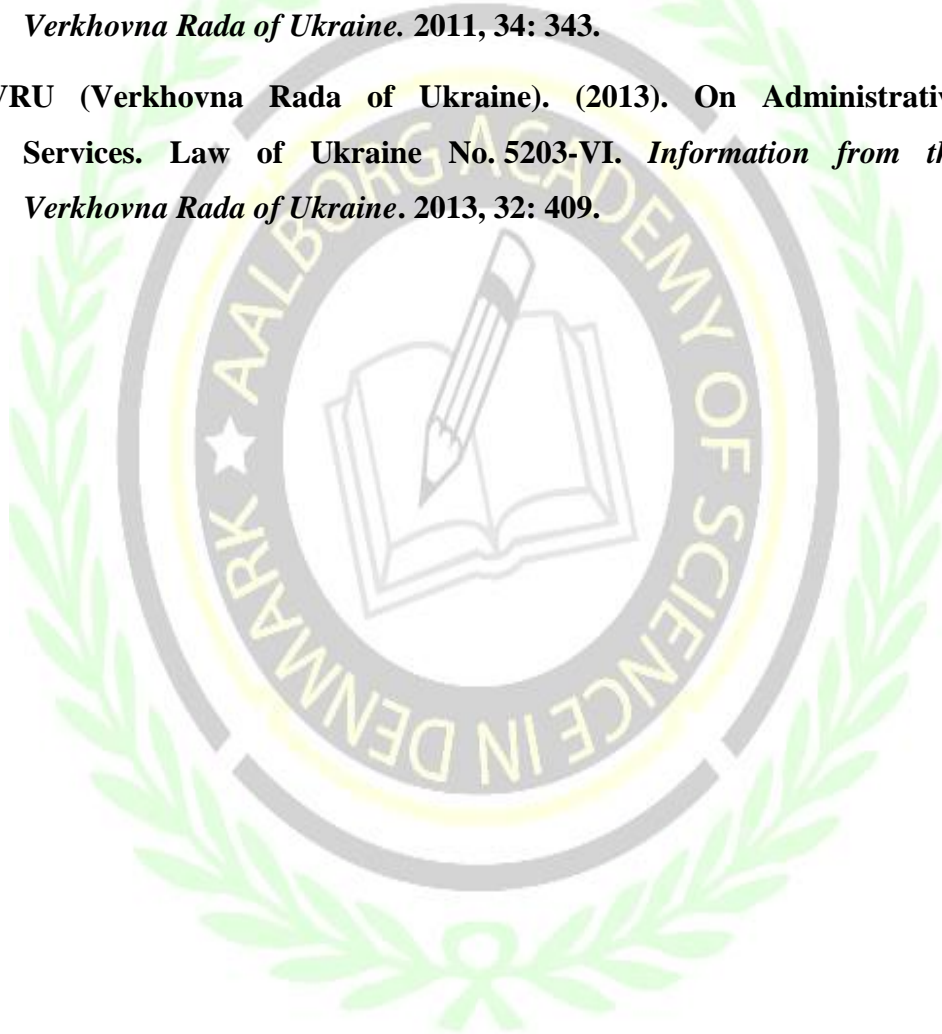 Verkhovna Rada of Ukraine. 2011, 34: 343.
VRU (Verkhovna Rada of Ukraine). (2013). On Administrativ
Services. Law of Ukraine No. 5203-VI. Information from th
Verkhovna Rada of Ukraine. 2013, 32: 409.
AALBORG ACADEMY OF SCIENCE IN DENMARK